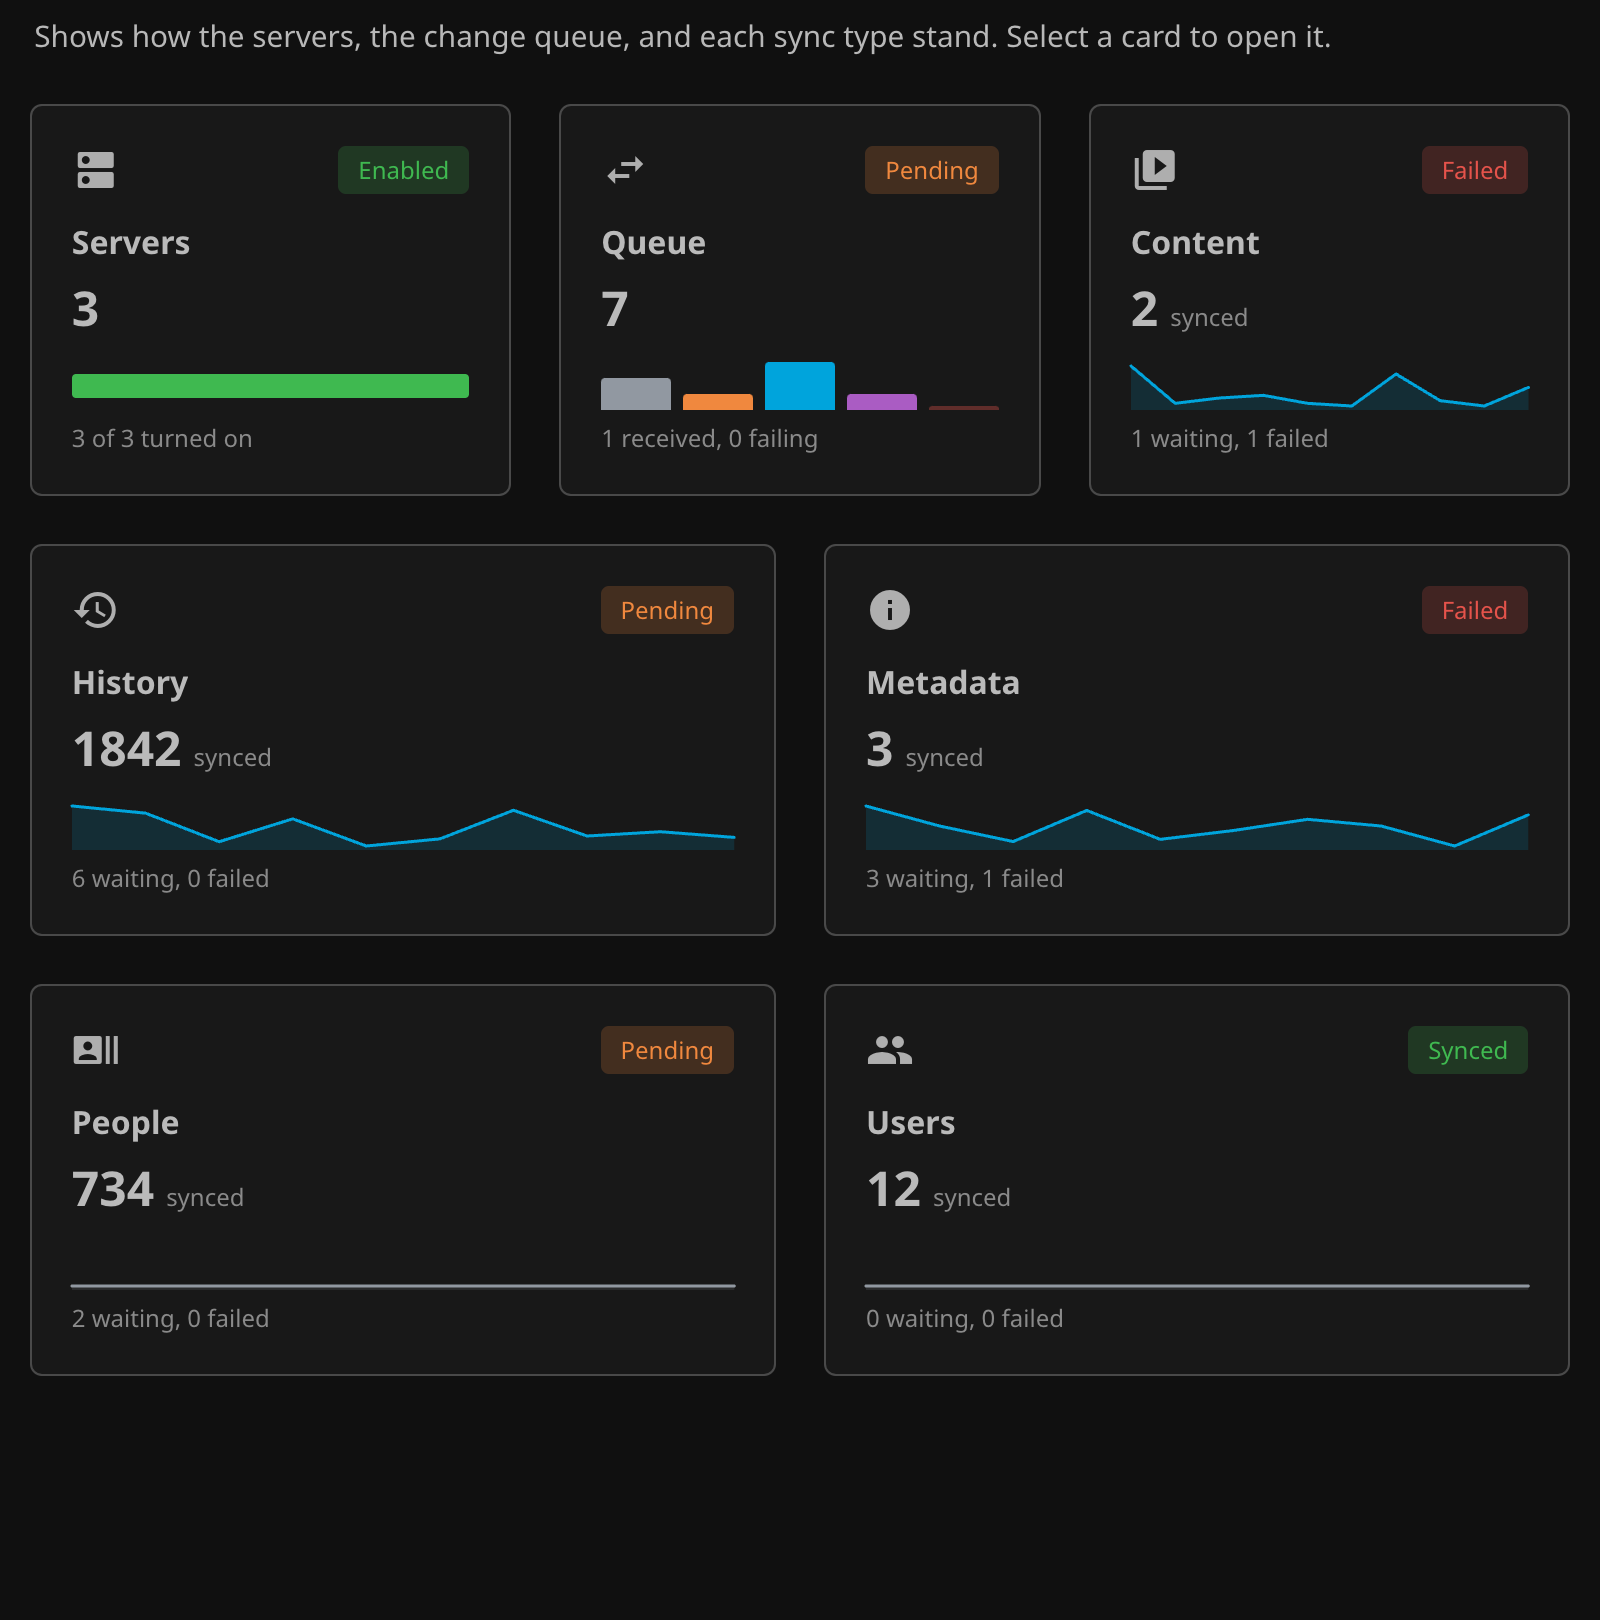 Shows how the servers, the change queue, and each sync type stand. Select a card to open it.
Enabled
Servers
3
3 of 3 turned on
Pending
Queue
7
1 received, 0 failing
Failed
Content
2 synced
1 waiting, 1 failed
Pending
History
1842 synced
6 waiting, 0 failed
Failed
Metadata
3 synced
3 waiting, 1 failed
Pending
People
734 synced
2 waiting, 0 failed
Synced
Users
12 synced
0 waiting, 0 failed